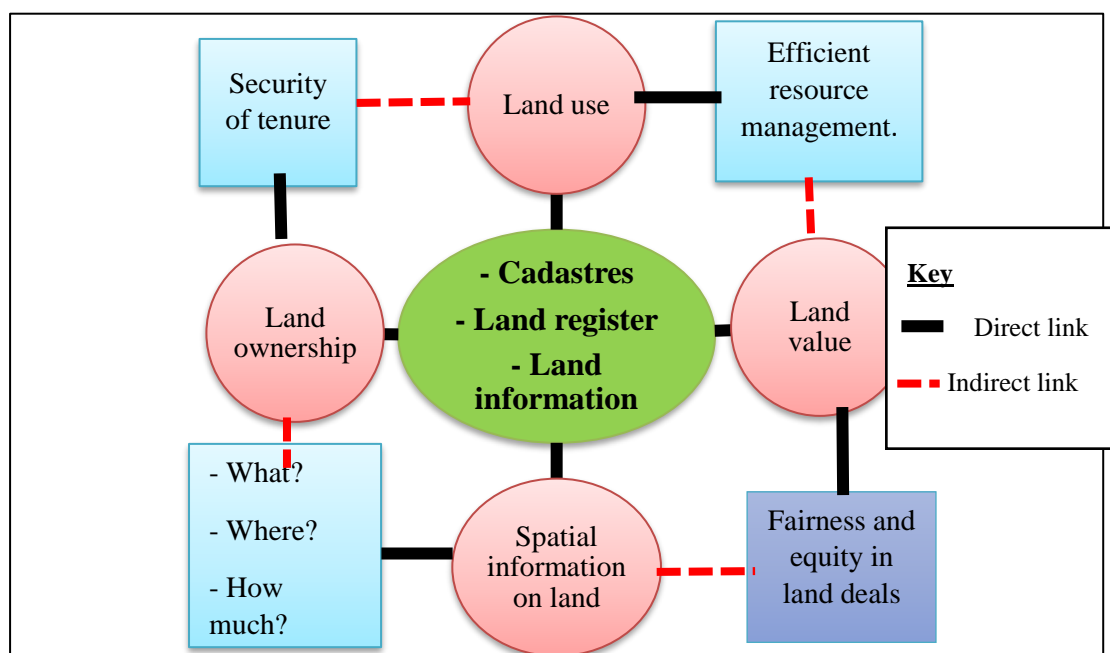 Security
of tenure
Land use
Efficient
resource
management.
Land
ownership
- Cadastres
- Land register
- Land
information
Land
value
Key
Direct link
Indirect link
- What?
- Where?
- How
much?
Spatial
information
on land
Fairness and
equity in
land deals